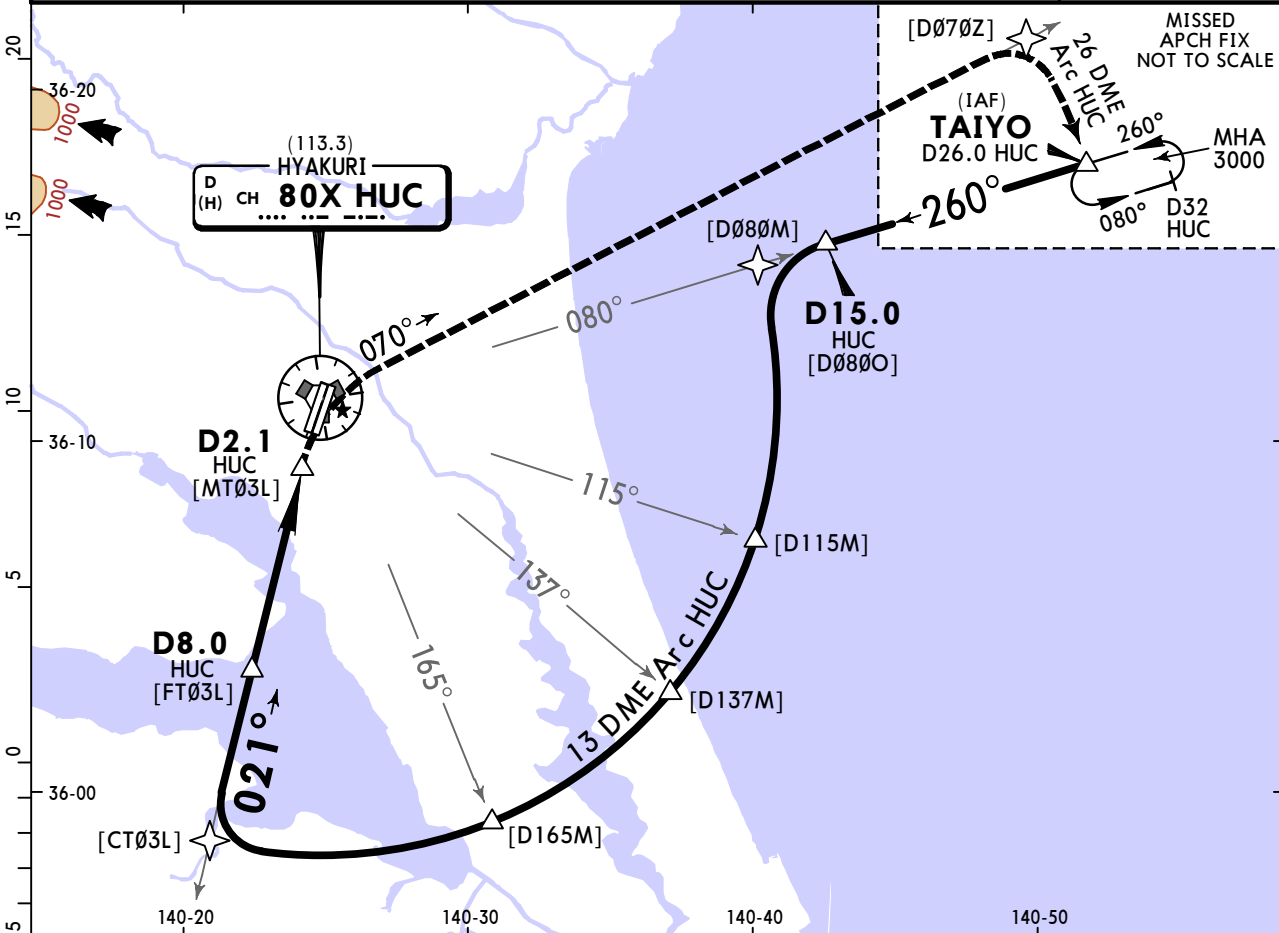 [DØ7ØZ]
26 DME
Arc HUC
MISSED
APCH FIX
NOT TO SCALE
(IAF)
TAIYO
D26.0 HUC
260°
MHA
3000
260°
080°
D32
HUC
20
36-20
1000
1000
(113.3)
HYAKURI
D
(H)
CH
80X HUC
15
[DØ8ØM]
080°
D15.0
HUC
[DØ8ØO]
070°
10
36-10
D2.1
HUC
[MTØ3L]
115°
[D115M]
137°
[D137M]
13 DME Arc HUC
165°
[D165M]
5
D8.0
HUC
[FTØ3L]
021°
0
36-00
[CTØ3L]
5
140-20
140-30
140-40
140-50